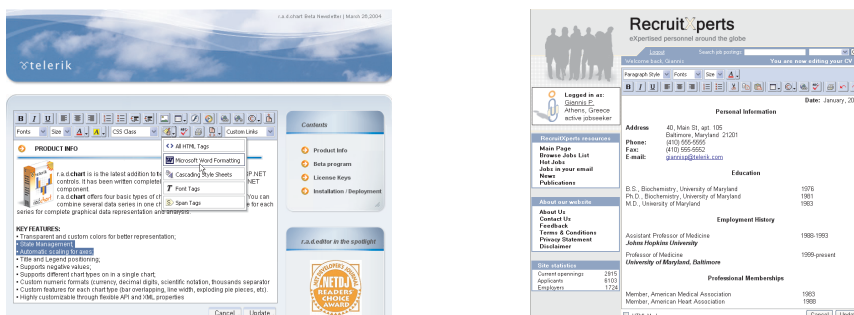 r.a.d.chart Beta Newsletter | March 28,2004
telerik
Fonts Size CSS Class Custom Links
PRODUCT INFO
All HTML Tags
Microsoft Word Formatting
Cascading Style Sheets
Font Tags
Span Tags
r.a.d.chart is the latest addition to
controls. It has been written complete
component.
r.a.d.chart offers four basic types of
combine several data series in one
series for complete graphical data representation and analysis.
P.NET
NET
You can
for each
KEY FEATURES:
• Transparent and custom colors for better representation;
• State Management;
• Automatic scaling for axes;
• Title and Legend positioning;
• Supports negative values;
• Supports different chart types on in a single chart;
• Custom numeric formats (currency, decimal digits, scientific notation, thousands separator
• Custom features for each chart type (bar overlapping, line width, exploding pie pieces, etc).
• Highly customizable through flexible API and XML properties
Cancel Update
Contents
Product Info
Beta program
License Keys
Installation / Deployment
r.a.d.editor in the spotlight
.NETDJ
READERS'
CHOICE
AWARD
RecruitXperts
eXpertised personnel around the globe
Logout Search job postings:
Welcome back, Giannis You are now editing your CV
Paragraph Style Fonts Size
Logged in as:
Giannis P.
Athens, Greece
active jobseeker
RecruitXperts resources
Main Page
Browse Jobs List
Hot Jobs
Jobs in your email
News
Publications
About our website
About Us
Contact Us
Feedback
Terms & Conditions
Privacy Statement
Disclaimer
Site statistics
Current openings 2815
Applicants 6103
Employers 1724
Date: January, 20
Personal Information
Address 40, Main St, apt. 105
Baltimore, Maryland 21201
Phone: (410) 555-5555
Fax: (410) 555-5552
E-mail: giannisp@telerik.com
Education
B.S., Biochemistry, University of Maryland 1976
Ph.D., Biochemistry, University of Maryland 1981
M.D., University of Maryland 1983
Employment History
Assistant Professor of Medicine 1988-1993
Johns Hopkins University
Professor of Medicine 1999-present
University of Maryland, Baltimore
Professional Memberships
Member, American Medical Association 1983
Member, American Heart Association 1988
Cancel